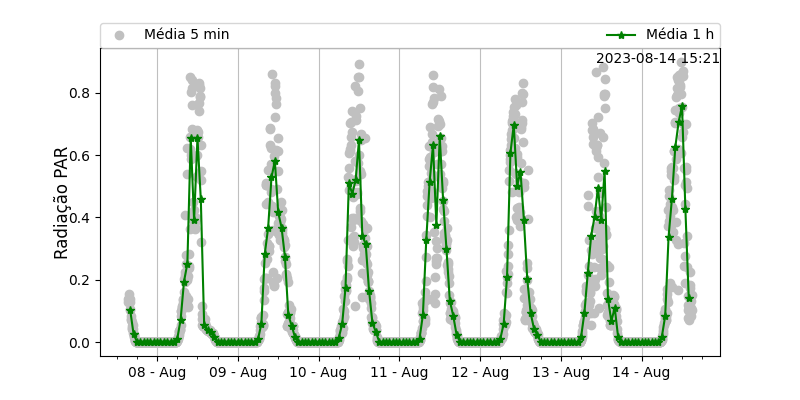 Média 5 min
Média 1 h
2023-08-14 15:21
Radiação PAR
0.8
0.6
0.4
0.2
0.0
08 - Aug
09 - Aug
10 - Aug
11 - Aug
12 - Aug
13 - Aug
14 - Aug